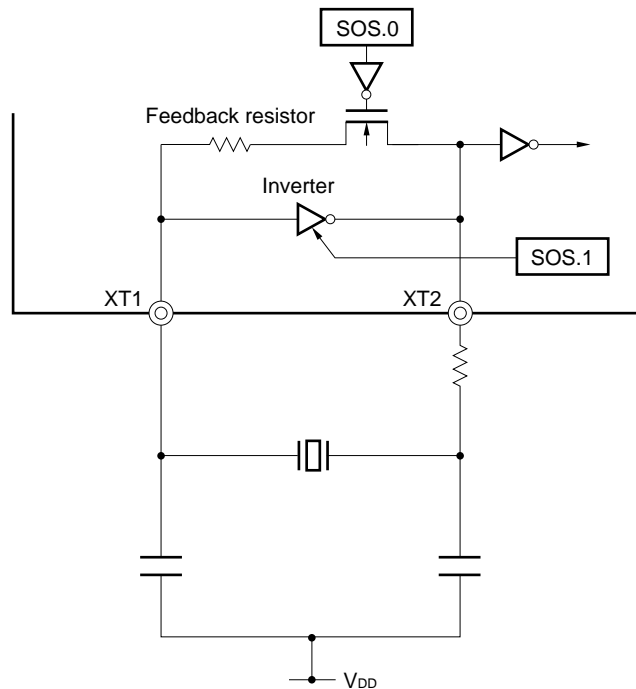 SOS.0
Feedback resistor
Inverter
SOS.1
XT1
XT2
VDD